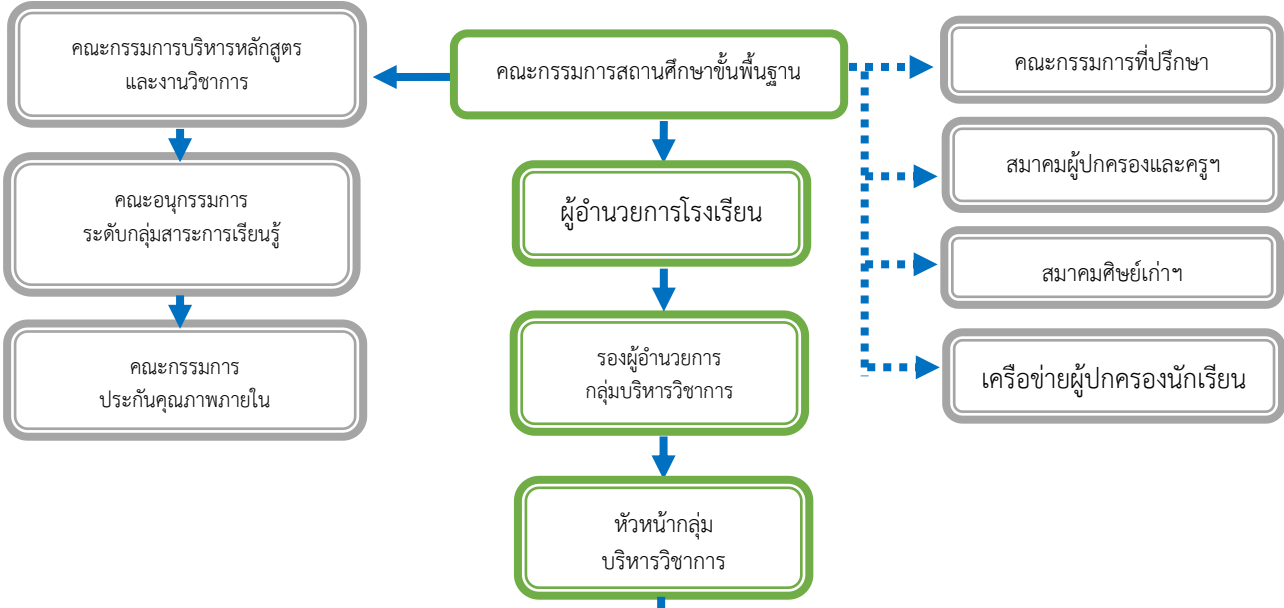 คณะกรรมการบริหารหลักสูตร
และงานวิชาการ
คณะกรรมการสถานศึกษาขั้นพื้นฐาน
คณะกรรมการที่ปรึกษา
คณะอนุกรรมการ
ระดับกลุ่มสาระการเรียนรู้
ผู้อำนวยการโรงเรียน
สมาคมผู้ปกครองและครูฯ
สมาคมศิษย์เก่าฯ
คณะกรรมการ
ประกันคุณภาพภายใน
รองผู้อำนวยการ
กลุ่มบริหารวิชาการ
เครือข่ายผู้ปกครองนักเรียน
หัวหน้ากลุ่ม
บริหารวิชาการ